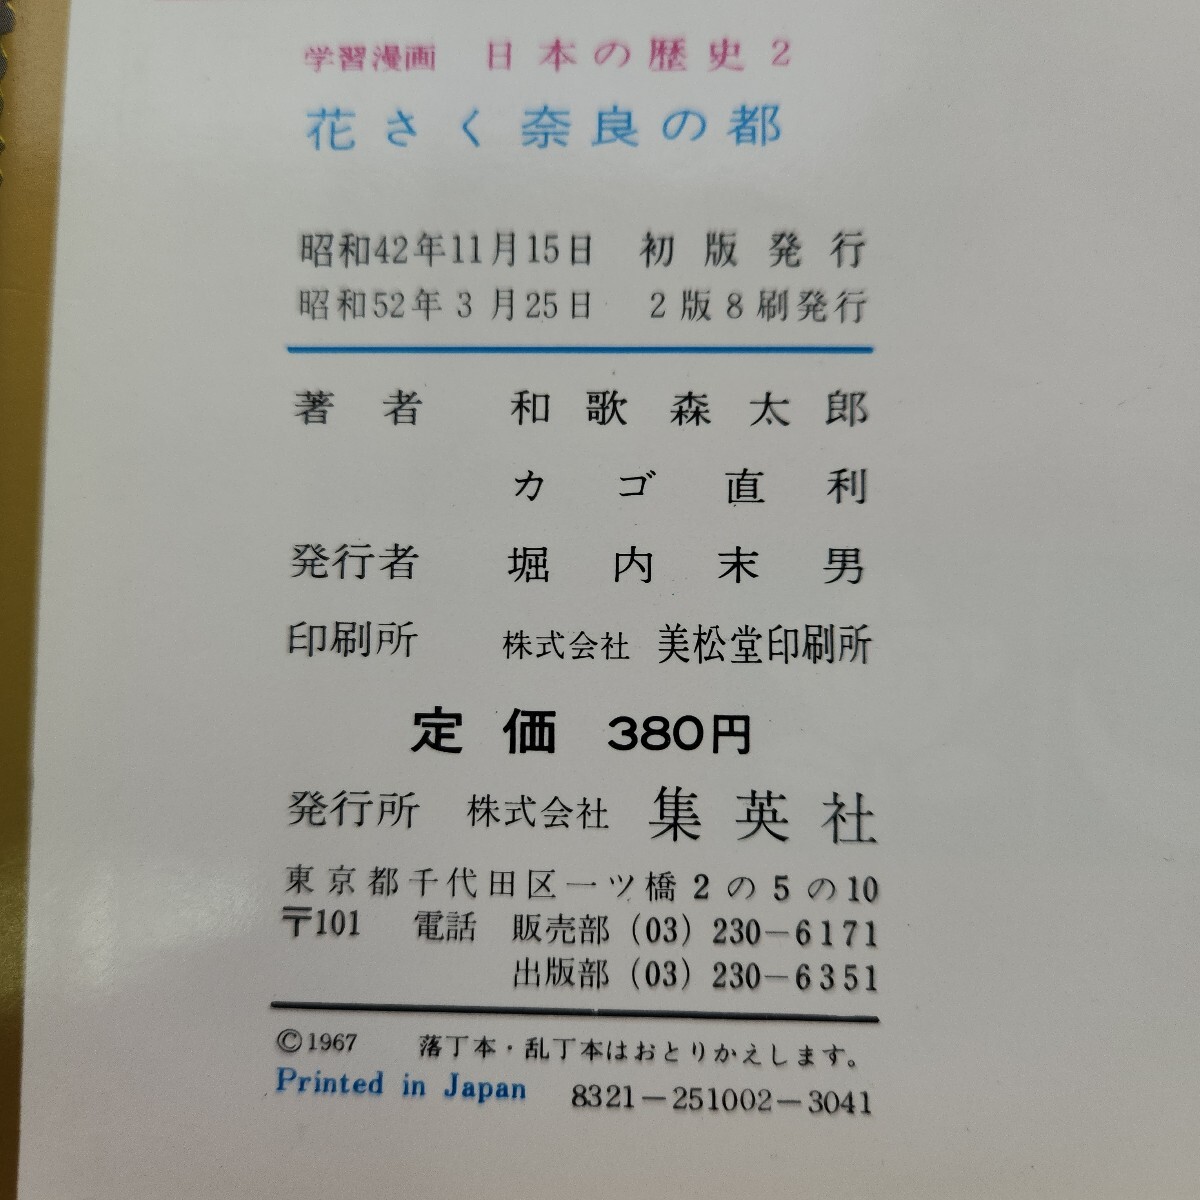 学習漫画 日本の歴史2
花さく奈良の都
昭和42年11月15日 初版発行
昭和52年3月25日 2版8刷発行
著者 和歌森太郎
カゴ直利
発行者 堀内末男
印刷所 株式会社 美松堂印刷所
定価 380円
発行所 株式会社 集英社
東京都千代田区一ツ橋2の5の10
〒101 電話 販売部(03)230-6171
出版部(03)230-6351
©1967 落丁本・乱丁本はおとりかえします。
Printed in Japan 8321-251002-3041